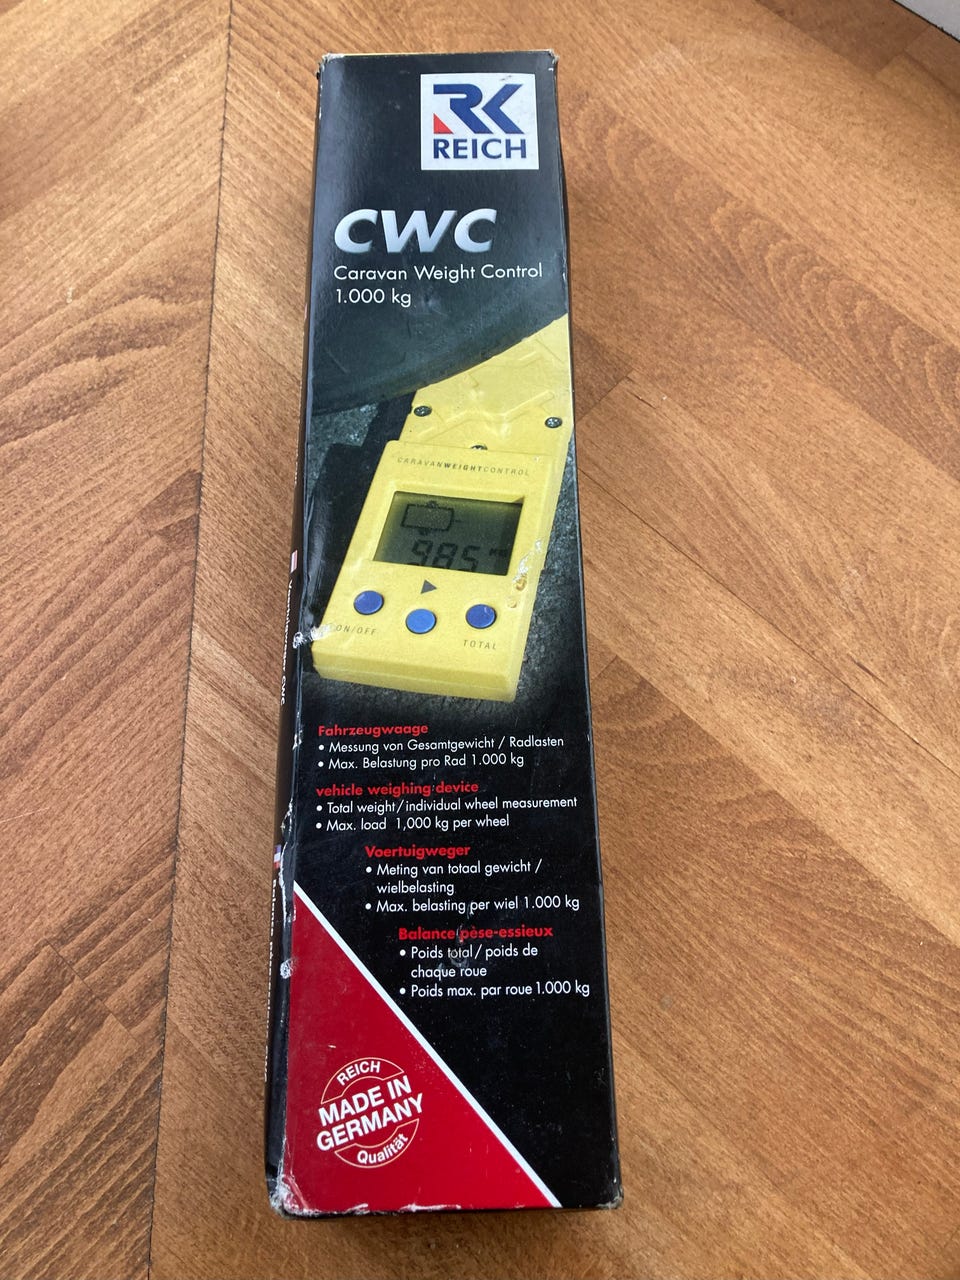 RK
REICH
CWC
Caravan Weight Control
1.000 kg
CARAVANWEIGHTCONTROL
985
ON/OFF
TOTAL
Fahrzeugwaage
• Messung von Gesamtgewicht / Radlasten
• Max. Belastung pro Rad 1.000 kg
vehicle weighing device
• Total weight/individual wheel measurement
• Max. load 1,000 kg per wheel
Voertuigweger
• Meting van totaal gewicht /
wielbelasting
• Max. belasting per wiel 1.000 kg
Balance pèse-essieux
• Poids total / poids de
chaque roue
• Poids max. par roue 1.000 kg
REICH
MADE IN
GERMANY
Qualität
Voertuigweger CWC